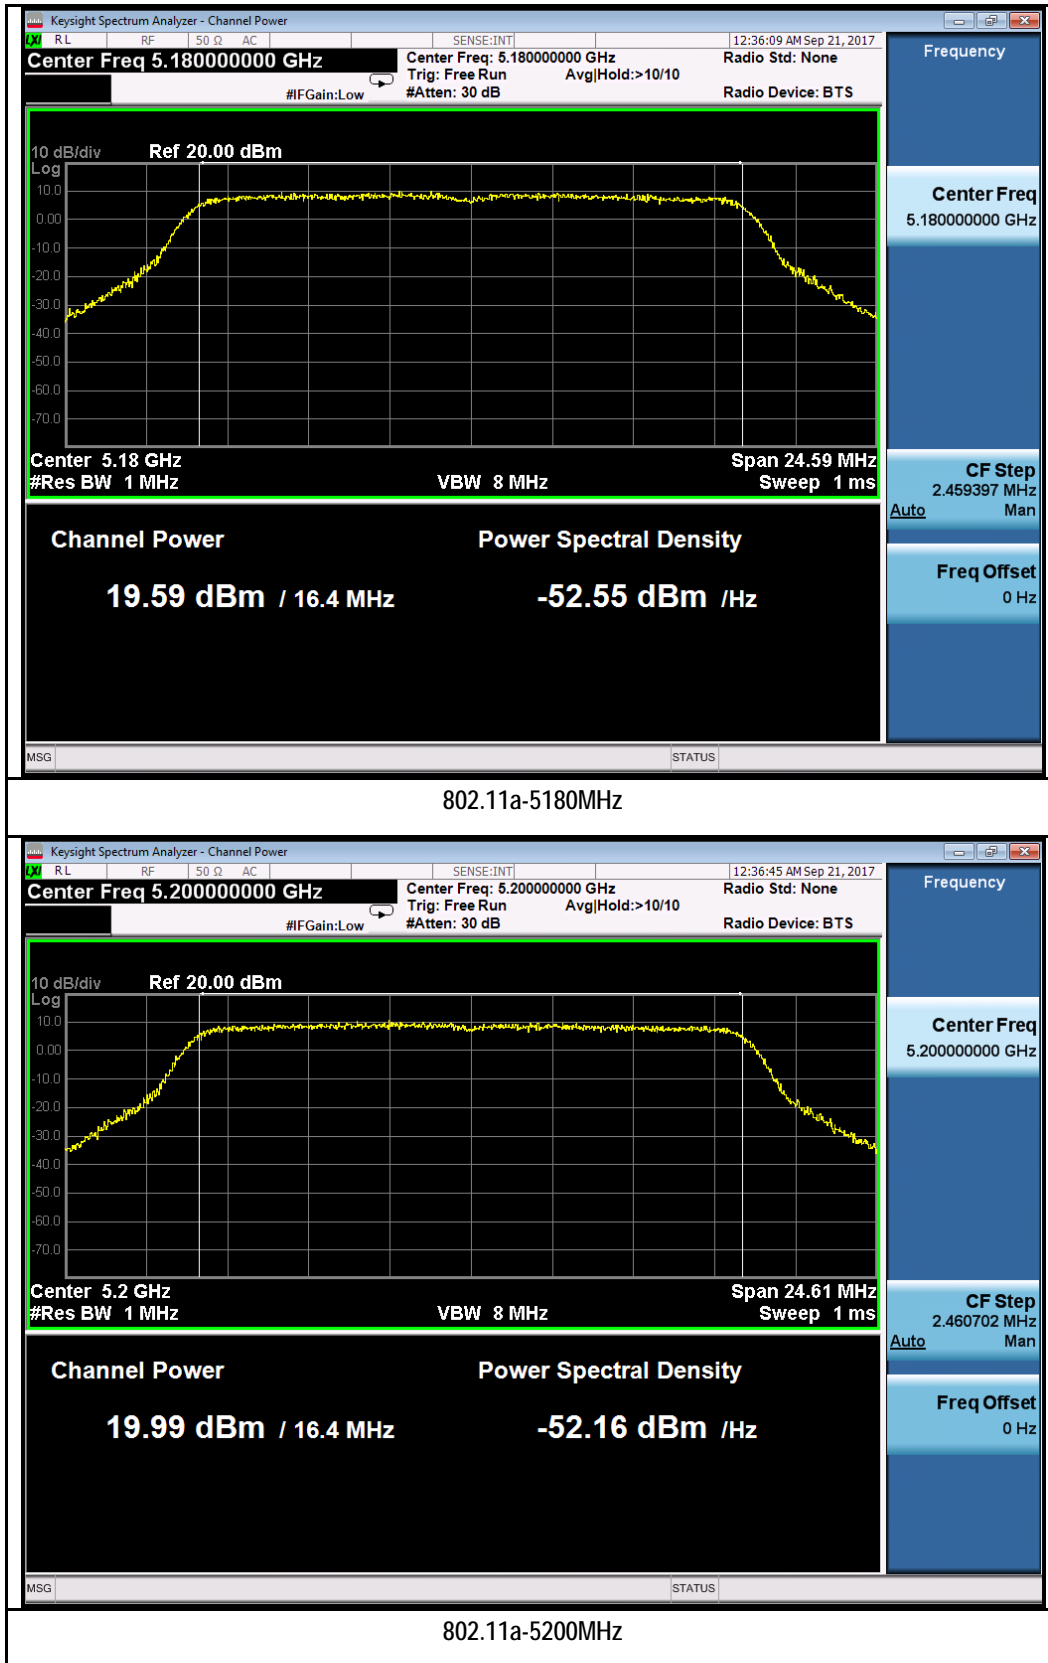 Keysight Spectrum Analyzer - Channel Power
LXI RL RF 50 Ω AC SENSE:INT 12:36:09 AM Sep 21, 2017
Center Freq 5.180000000 GHz
Center Freq: 5.180000000 GHz Radio Std: None
Trig: Free Run Avg|Hold:>10/10
#IFGain:Low #Atten: 30 dB Radio Device: BTS
Frequency
10 dB/div Ref 20.00 dBm
Log
10.0
0.00
-10.0
-20.0
-30.0
-40.0
-50.0
-60.0
-70.0
Center 5.18 GHz Span 24.59 MHz
#Res BW 1 MHz VBW 8 MHz Sweep 1 ms
Center Freq
5.180000000 GHz
CF Step
2.459397 MHz
Auto Man
Freq Offset
0 Hz
Channel Power Power Spectral Density
19.59 dBm / 16.4 MHz -52.55 dBm /Hz
MSG STATUS
802.11a-5180MHz
Keysight Spectrum Analyzer - Channel Power
LXI RL RF 50 Ω AC SENSE:INT 12:36:45 AM Sep 21, 2017
Center Freq 5.200000000 GHz
Center Freq: 5.200000000 GHz Radio Std: None
Trig: Free Run Avg|Hold:>10/10
#IFGain:Low #Atten: 30 dB Radio Device: BTS
Frequency
10 dB/div Ref 20.00 dBm
Log
10.0
0.00
-10.0
-20.0
-30.0
-40.0
-50.0
-60.0
-70.0
Center 5.2 GHz Span 24.61 MHz
#Res BW 1 MHz VBW 8 MHz Sweep 1 ms
Center Freq
5.200000000 GHz
CF Step
2.460702 MHz
Auto Man
Freq Offset
0 Hz
Channel Power Power Spectral Density
19.99 dBm / 16.4 MHz -52.16 dBm /Hz
MSG STATUS
802.11a-5200MHz